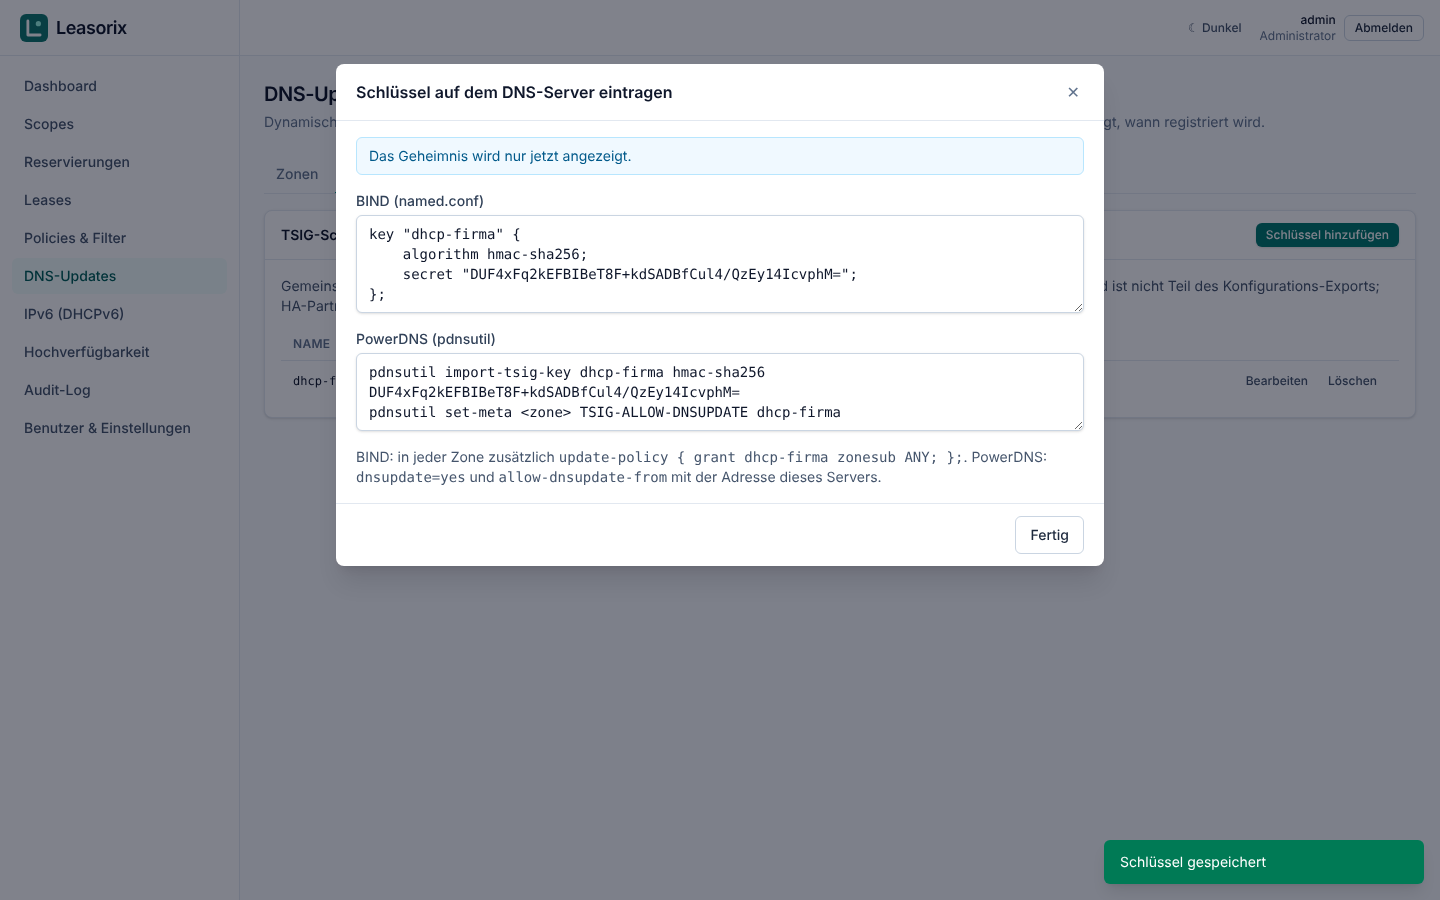 Leasorix
☾ Dunkel
admin
Administrator
Abmelden
Dashboard
Scopes
Reservierungen
Leases
Policies & Filter
DNS-Updates
IPv6 (DHCPv6)
Hochverfügbarkeit
Audit-Log
Benutzer & Einstellungen
DNS-Up
Dynamisch
gt, wann registriert wird.
Zonen
TSIG-Sc
Schlüssel hinzufügen
Gemeins
d ist nicht Teil des Konfigurations-Exports;
HA-Partn
NAME
dhcp-f
Bearbeiten
Löschen
Schlüssel auf dem DNS-Server eintragen
×
Das Geheimnis wird nur jetzt angezeigt.
BIND (named.conf)
key "dhcp-firma" {
    algorithm hmac-sha256;
    secret "DUF4xFq2kEFBIBeT8F+kdSADBfCul4/QzEy14IcvphM=";
};
PowerDNS (pdnsutil)
pdnsutil import-tsig-key dhcp-firma hmac-sha256
DUF4xFq2kEFBIBeT8F+kdSADBfCul4/QzEy14IcvphM=
pdnsutil set-meta <zone> TSIG-ALLOW-DNSUPDATE dhcp-firma
BIND: in jeder Zone zusätzlich update-policy { grant dhcp-firma zonesub ANY; };. PowerDNS:
dnsupdate=yes und allow-dnsupdate-from mit der Adresse dieses Servers.
Fertig
Schlüssel gespeichert